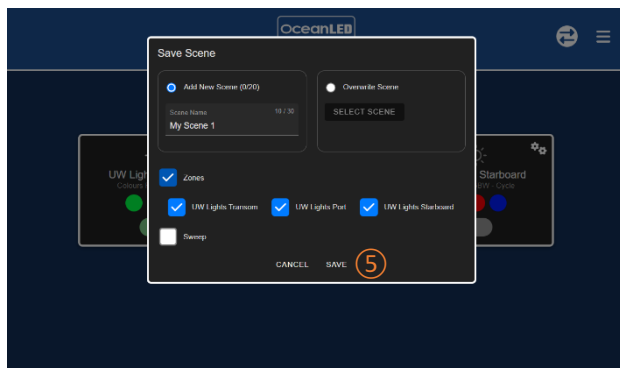 OceanLED
Save Scene
Add New Scene (0/20)
Overwrite Scene
Scene Name 10 / 30
My Scene 1
SELECT SCENE
UW Ligh
Colours
Starboard
Cycle
Zones
UW Lights Transom
UW Lights Port
UW Lights Starboard
Sweep
CANCEL
SAVE
5